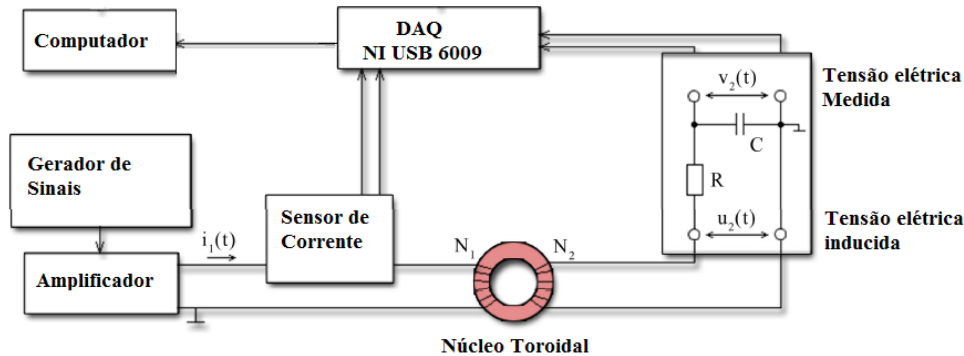 Computador
DAQ
NI USB 6009
Tensão elétrica
Medida
v₂(t)
C
R
u₂(t)
Tensão elétrica
inducida
Gerador de
Sinais
Amplificador
i₁(t)
Sensor de
Corrente
N₁
N₂
Núcleo Toroidal